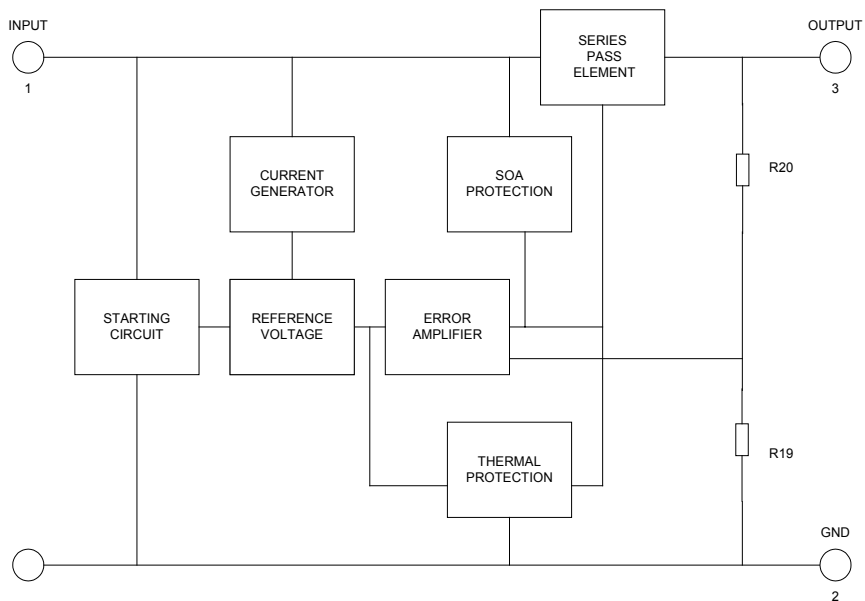 INPUT
OUTPUT
SERIES
PASS
ELEMENT
1
3
CURRENT
GENERATOR
SOA
PROTECTION
R20
STARTING
CIRCUIT
REFERENCE
VOLTAGE
ERROR
AMPLIFIER
THERMAL
PROTECTION
R19
GND
2